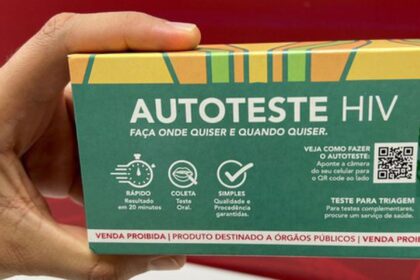 AUTOTESTE HIV
FAÇA ONDE QUISER E QUANDO QUISER.
VEJA COMO FAZER
O AUTOTESTE:
Aponte a câmera
do seu celular para
o QR code ao lado
RÁPIDO
Resultado
em 20 minutos
COLETA
Teste
Oral.
SIMPLES
Qualidade e
Procedência
garantidas.
TESTE PARA TRIAGEM
Para testes complementares,
procure um serviço de saúde.
VENDA PROIBIDA | PRODUTO DESTINADO A ÓRGÃOS PÚBLICOS | VENDA PROIBI